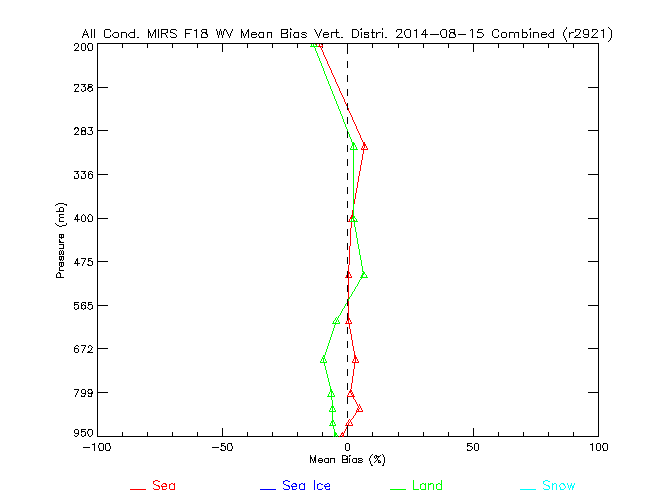 All Cond. MIRS F18 WV Mean Bias Vert. Distri. 2014-08-15 Combined (r2921)
200
238
283
336
400
475
565
672
799
950
Pressure (mb)
-100 -50 0 50 100
Mean Bias (%)
Sea Sea Ice Land Snow